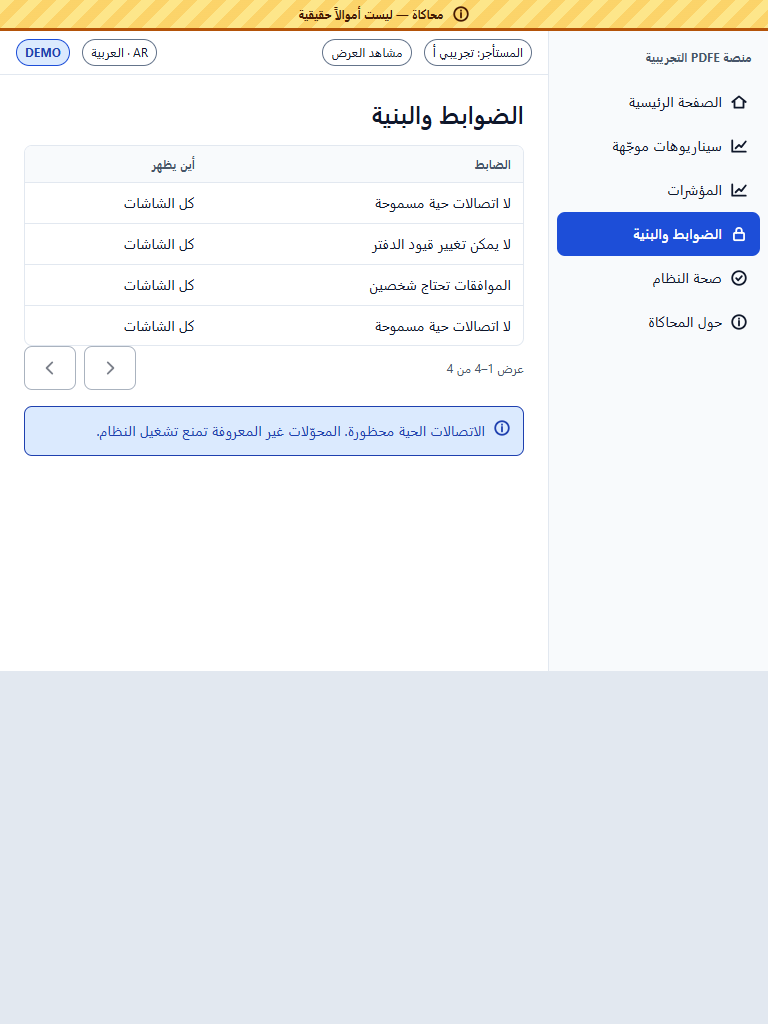 محاكاة — ليست أموالاً حقيقية
منصة PDFE التجريبية
الصفحة الرئيسية
سيناريوهات موجّهة
المؤشرات
الضوابط والبنية
صحة النظام
حول المحاكاة
المستأجر: تجريبي أ
مشاهد العرض
العربية · AR
DEMO
الضوابط والبنية
الضابط أين يظهر
لا اتصالات حية مسموحة كل الشاشات
لا يمكن تغيير قيود الدفتر كل الشاشات
الموافقات تحتاج شخصين كل الشاشات
لا اتصالات حية مسموحة كل الشاشات
عرض 1–4 من 4
الاتصالات الحية محظورة. المحوّلات غير المعروفة تمنع تشغيل النظام.